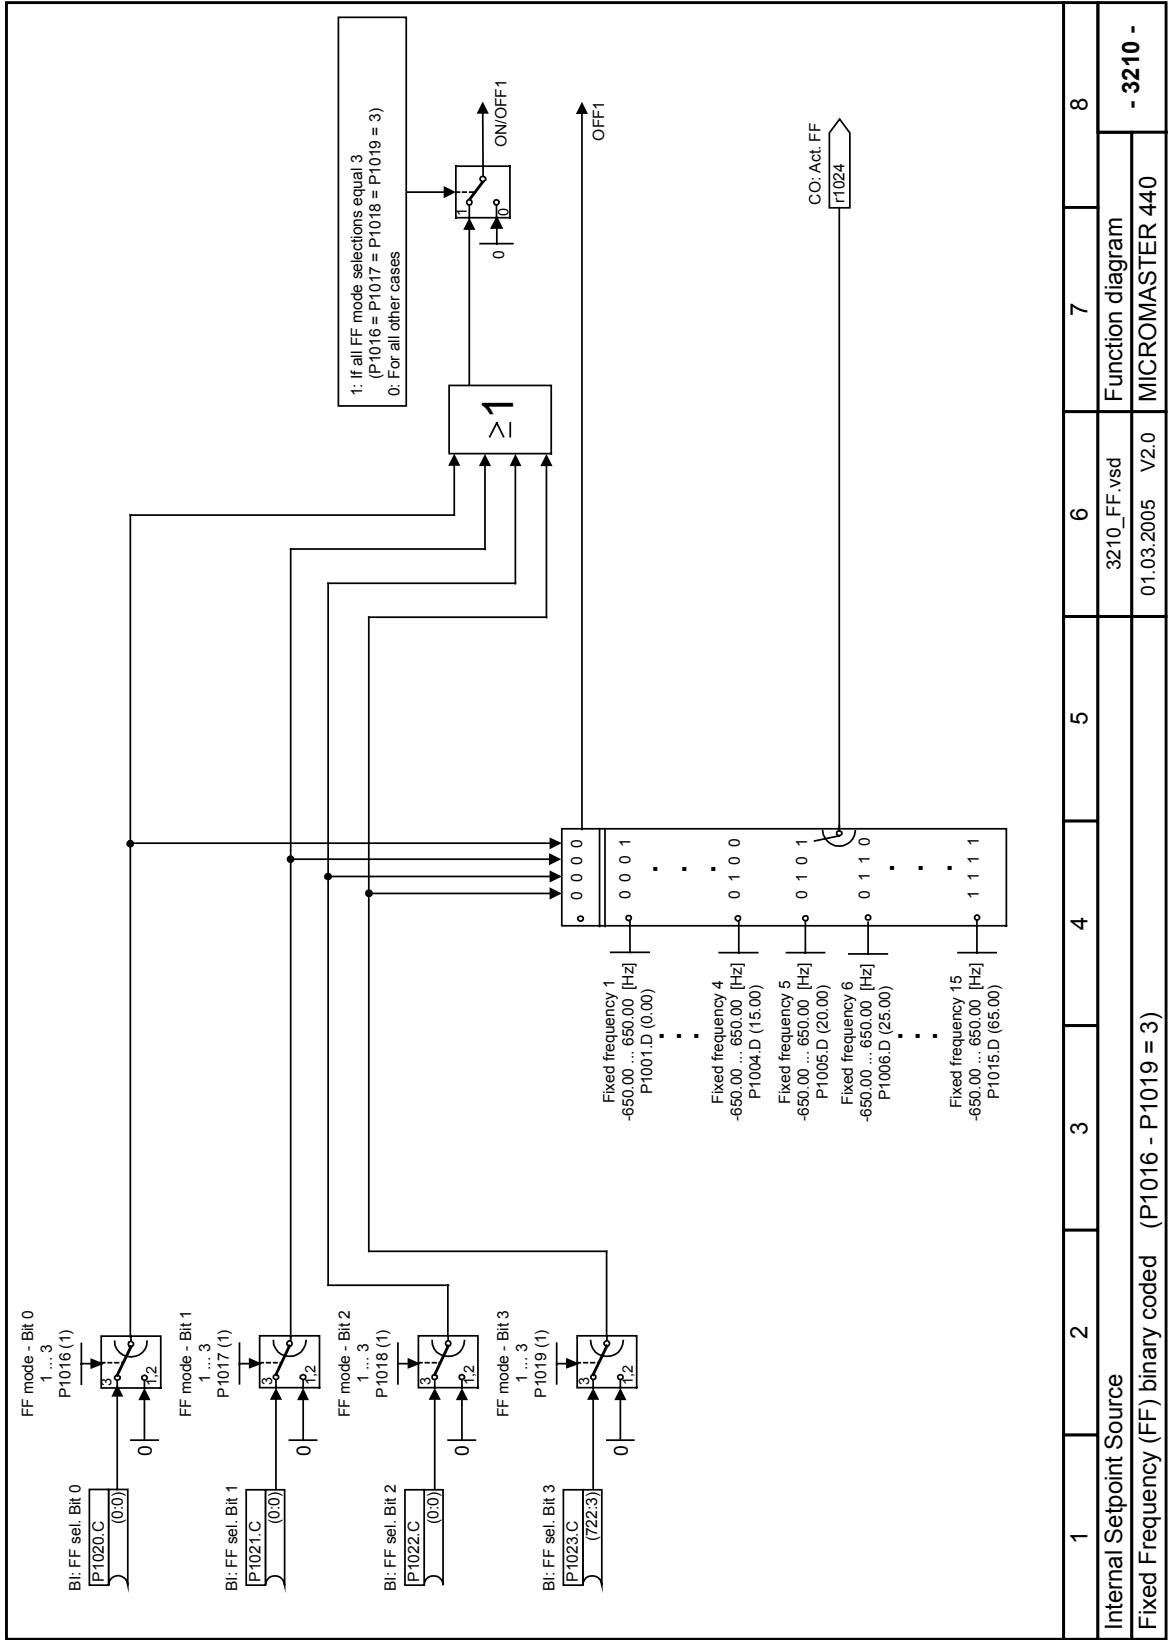 BI: FF sel. Bit 0
P1020.C
(0:0)
FF mode - Bit 0
1 ... 3
P1016 (1)
3
1,2
0
BI: FF sel. Bit 1
P1021.C
(0:0)
FF mode - Bit 1
1 ... 3
P1017 (1)
3
1,2
0
BI: FF sel. Bit 2
P1022.C
(0:0)
FF mode - Bit 2
1 ... 3
P1018 (1)
3
1,2
0
BI: FF sel. Bit 3
P1023.C
(722:3)
FF mode - Bit 3
1 ... 3
P1019 (1)
3
1,2
0
1: If all FF mode selections equal 3
(P1016 = P1017 = P1018 = P1019 = 3)
0: For all other cases
≥1
1
0
0
ON/OFF1
OFF1
0 0 0 0
0 0 0 1
0 1 0 0
0 1 0 1
0 1 1 0
1 1 1 1
Fixed frequency 1
-650.00 ... 650.00 [Hz]
P1001.D (0.00)
Fixed frequency 4
-650.00 ... 650.00 [Hz]
P1004.D (15.00)
Fixed frequency 5
-650.00 ... 650.00 [Hz]
P1005.D (20.00)
Fixed frequency 6
-650.00 ... 650.00 [Hz]
P1006.D (25.00)
Fixed frequency 15
-650.00 ... 650.00 [Hz]
P1015.D (65.00)
CO: Act. FF
r1024
1 2 3 4 5 6 7 8
Internal Setpoint Source
3210_FF.vsd
Function diagram
- 3210 -
Fixed Frequency (FF) binary coded (P1016 - P1019 = 3)
01.03.2005 V2.0
MICROMASTER 440